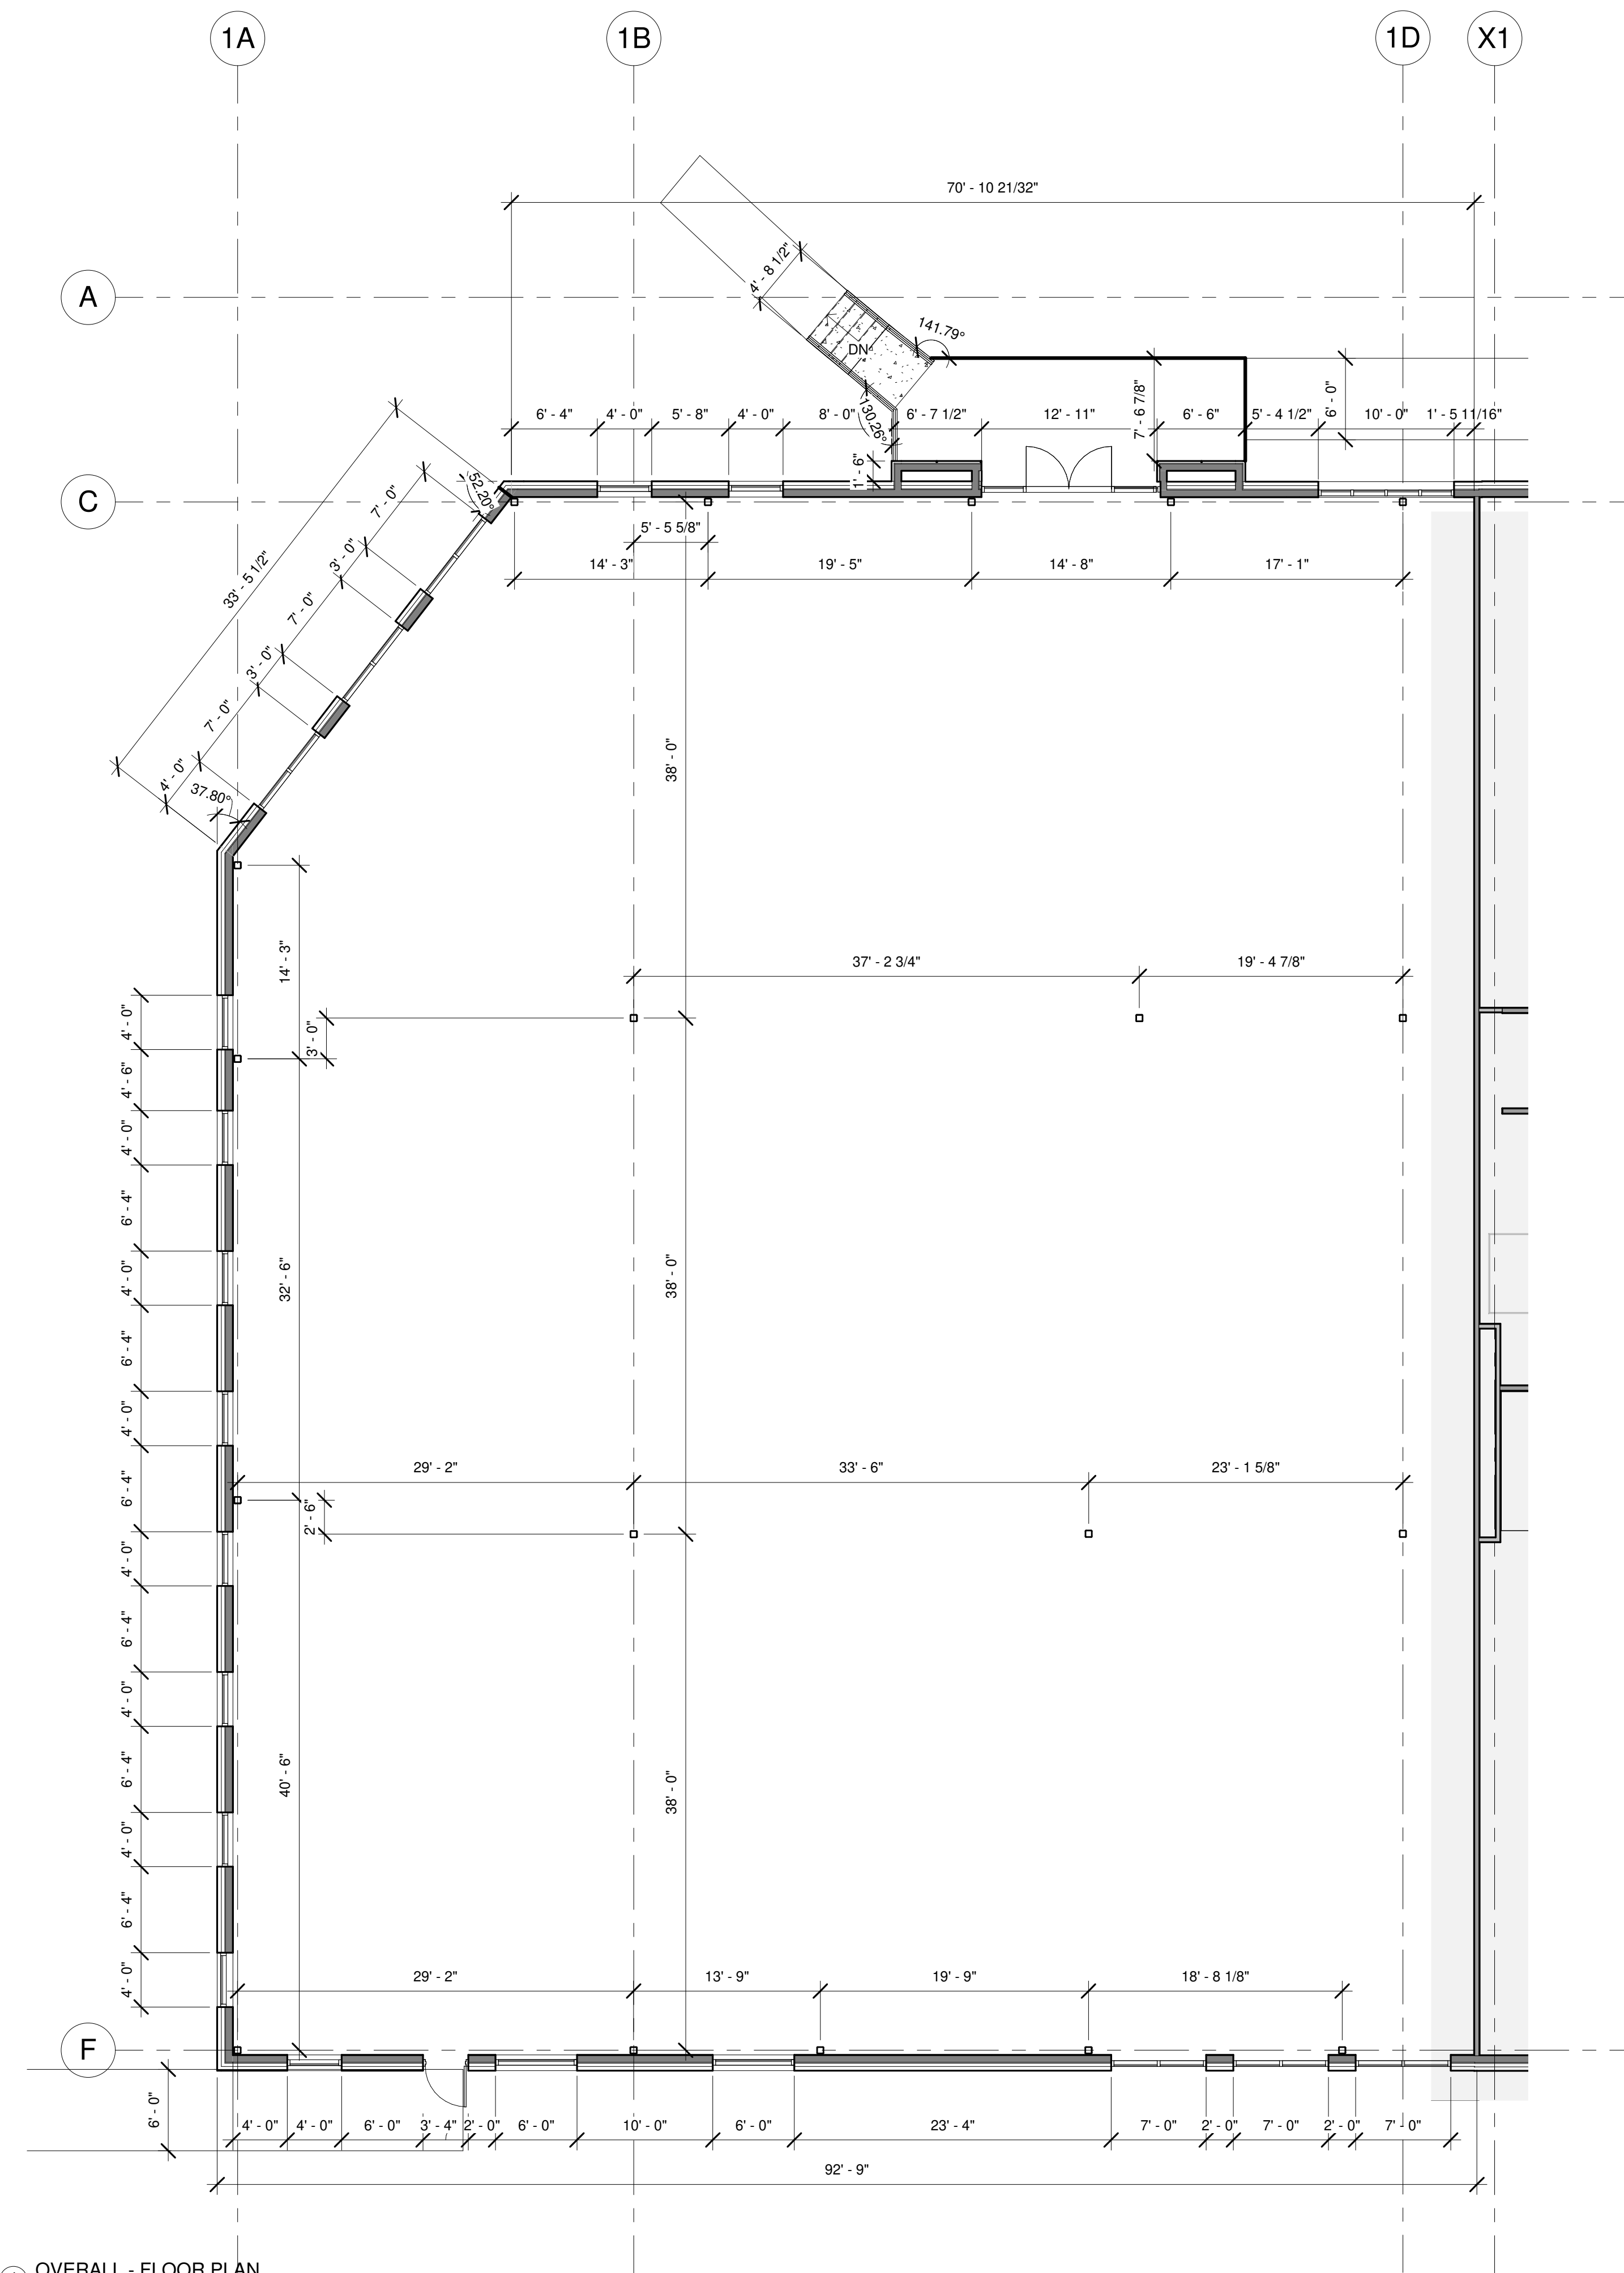 1A
1B
1D
X1
70' - 10 21/32"
A
4' - 8 1/2"
141.79°
DN
130.26°
6' - 4"
4' - 0"
5' - 8"
4' - 0"
8' - 0"
6' - 7 1/2"
12' - 11"
7' - 6 7/8"
6' - 6"
5' - 4 1/2"
6' - 0"
10' - 0"
1' - 5 11/16"
1' - 6"
C
52.20°
7' - 0"
5' - 5 5/8"
14' - 3"
19' - 5"
14' - 8"
17' - 1"
33' - 5 1/2"
3' - 0"
7' - 0"
3' - 0"
7' - 0"
4' - 0"
37.80°
38' - 0"
14' - 3"
37' - 2 3/4"
19' - 4 7/8"
3' - 0"
4' - 0"
4' - 6"
4' - 0"
6' - 4"
4' - 0"
6' - 4"
4' - 0"
6' - 4"
4' - 0"
6' - 4"
4' - 0"
6' - 4"
4' - 0"
6' - 4"
4' - 0"
32' - 6"
38' - 0"
29' - 2"
33' - 6"
23' - 1 5/8"
2' - 6"
40' - 6"
38' - 0"
29' - 2"
13' - 9"
19' - 9"
18' - 8 1/8"
F
6' - 0"
4' - 0"
4' - 0"
6' - 0"
3' - 4"
2' - 0"
6' - 0"
10' - 0"
6' - 0"
23' - 4"
7' - 0"
2' - 0"
7' - 0"
2' - 0"
7' - 0"
92' - 9"
OVERALL - FLOOR PLAN